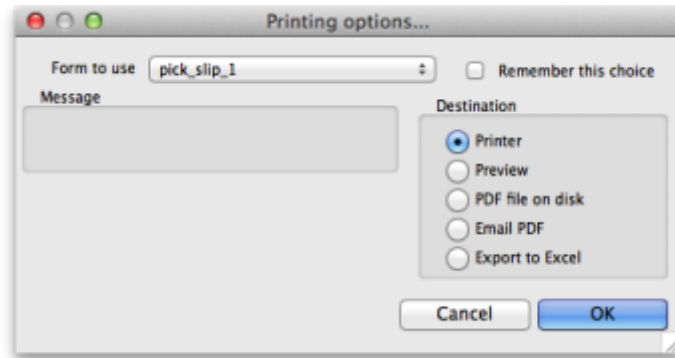 Printing options...
Form to use pick_slip_1 Remember this choice
Message
Destination
Printer
Preview
PDF file on disk
Email PDF
Export to Excel
Cancel OK